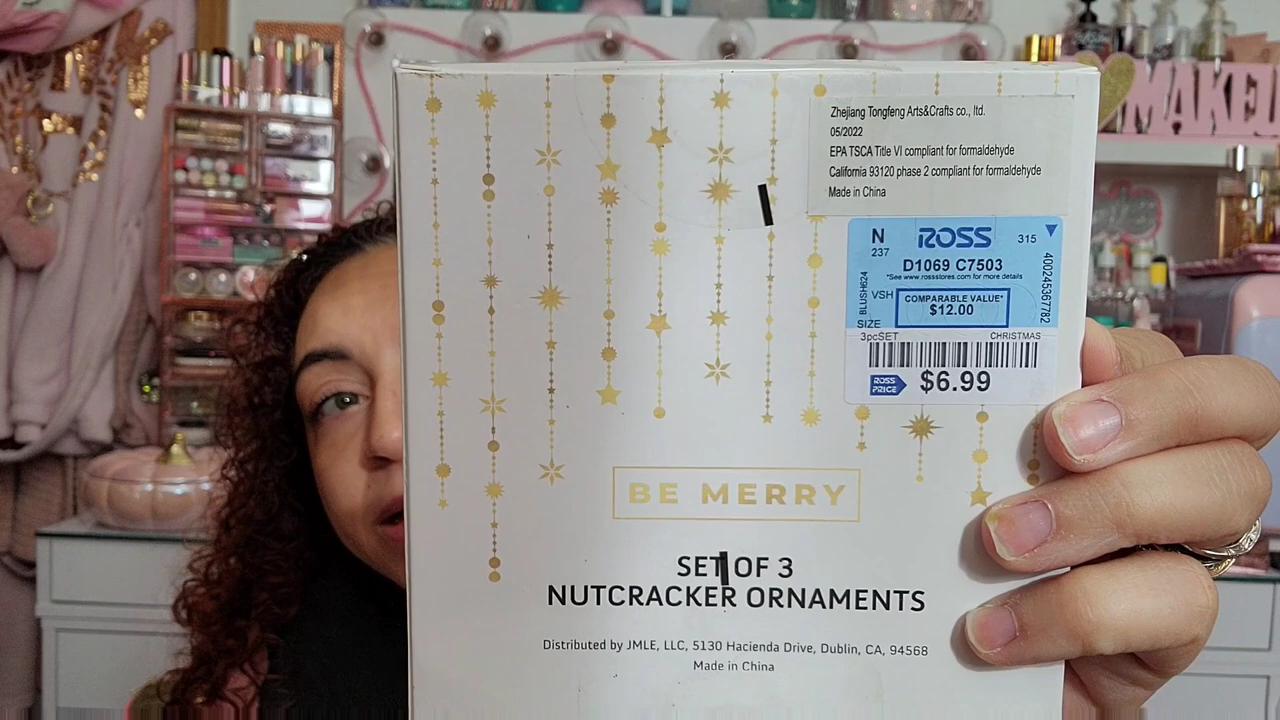 Zhejiang Tongfeng Arts&Crafts co., ltd.
05/2022
EPA TSCA Title VI compliant for formaldehyde
California 93120 phase 2 compliant for formaldehyde
Made in China
N
237
ROSS
315
D1069 C7503
*See www.rossstores.com for more details
BLUSH624
VSH
COMPARABLE VALUE*
$12.00
400245367782
SIZE
3pcSET
CHRISTMAS
ROSS
PRICE
$6.99
BE MERRY
SET OF 3
NUTCRACKER ORNAMENTS
Distributed by JMLE, LLC, 5130 Hacienda Drive, Dublin, CA, 94568
Made in China